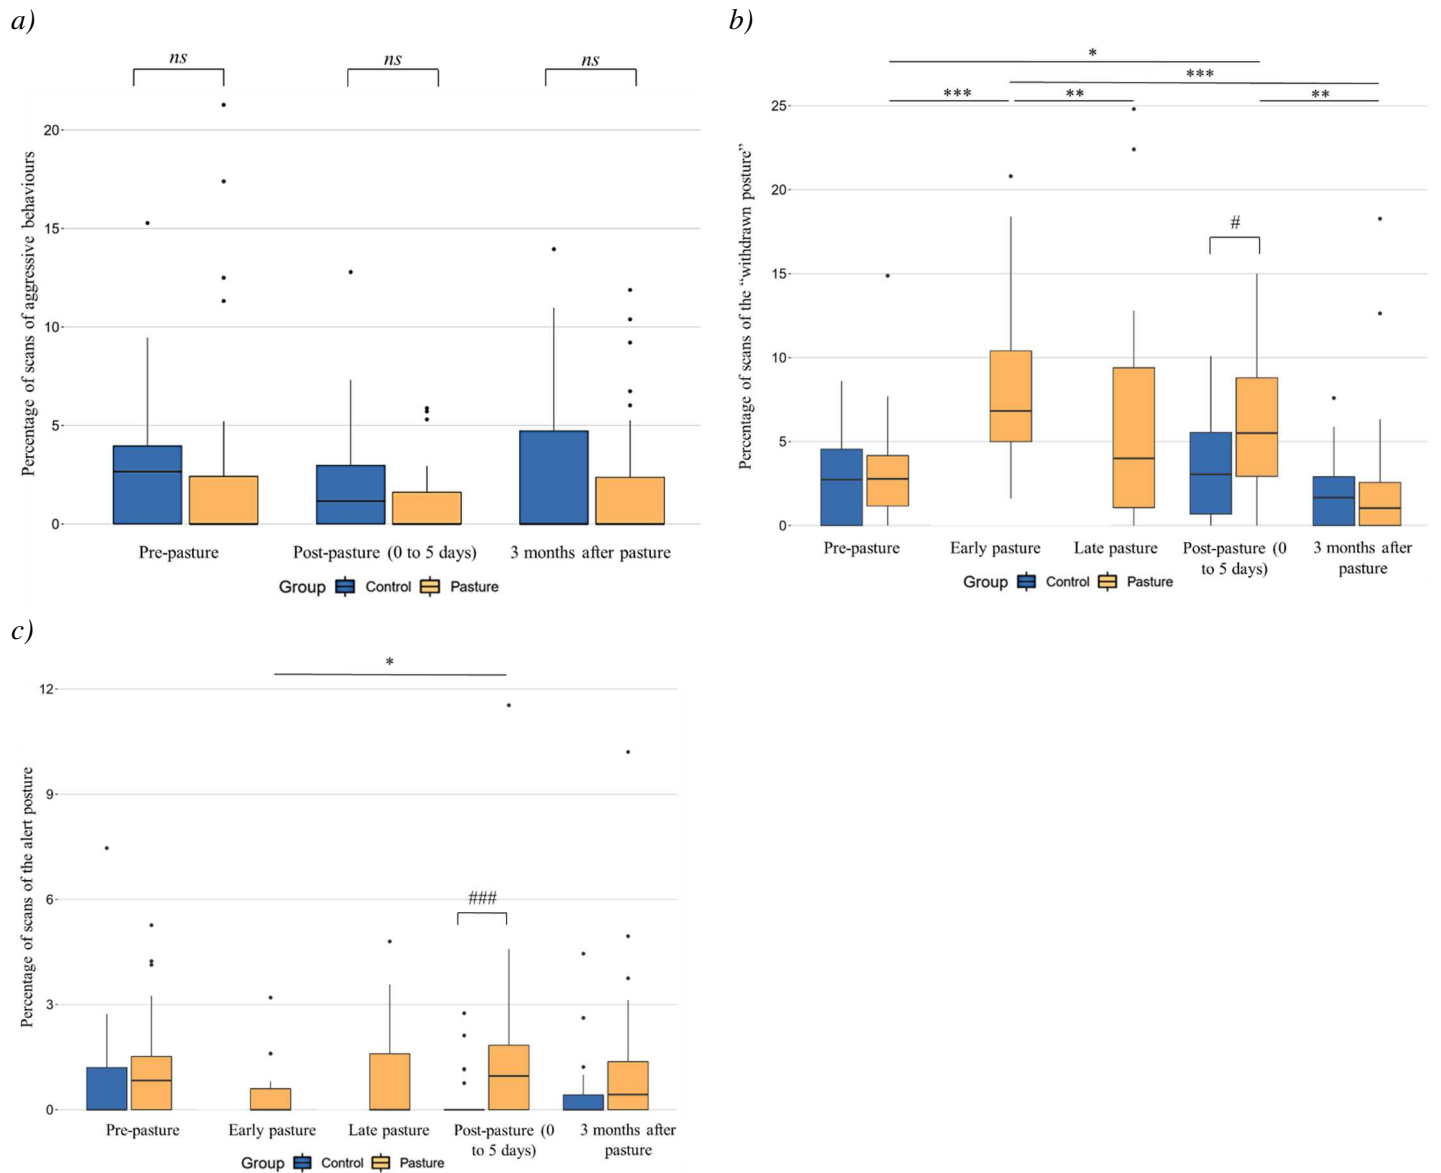 a)
ns ns ns
Percentage of scans of aggressive behaviours
20
15
10
5
0
Pre-pasture Post-pasture (0 to 5 days) 3 months after pasture
Group Control Pasture
b)
*
***
*** ** **
Percentage of scans of the “withdrawn posture”
25
20
15
10
5
0
#
Pre-pasture Early pasture Late pasture Post-pasture (0 3 months after
to 5 days) pasture
Group Control Pasture
c)
*
Percentage of scans of the alert posture
12
9
6
3
0
###
Pre-pasture Early pasture Late pasture Post-pasture (0 3 months after
to 5 days) pasture
Group Control Pasture